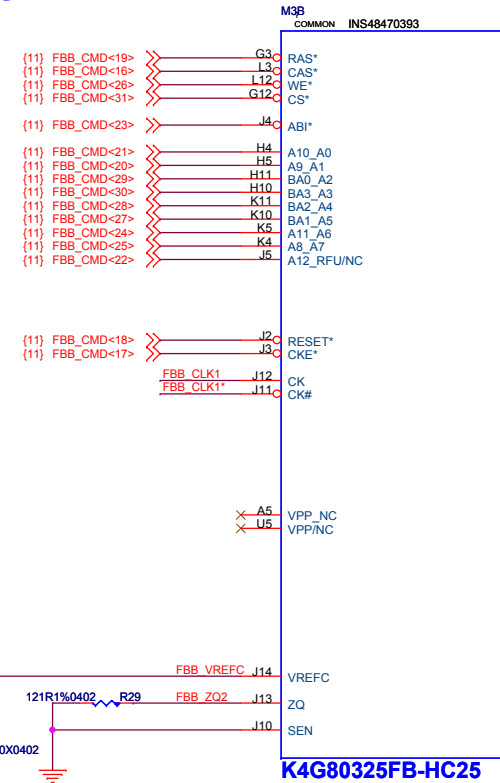 M3B
COMMON INS48470393
{11} FBB_CMD<19> G3 RAS*
{11} FBB_CMD<16> L3 CAS*
{11} FBB_CMD<26> L12 WE*
{11} FBB_CMD<31> G12 CS*
{11} FBB_CMD<23> J4 ABI*
{11} FBB_CMD<21> H4 A10_A0
{11} FBB_CMD<20> H5 A9_A1
{11} FBB_CMD<29> H11 BA0_A2
{11} FBB_CMD<30> H10 BA3_A3
{11} FBB_CMD<28> K11 BA2_A4
{11} FBB_CMD<27> K10 BA1_A5
{11} FBB_CMD<24> K5 A11_A6
{11} FBB_CMD<25> K4 A8_A7
{11} FBB_CMD<22> J5 A12_RFU/NC
{11} FBB_CMD<18> J2 RESET*
{11} FBB_CMD<17> J3 CKE*
FBB_CLK1 J12 CK
FBB_CLK1* J11 CK#
A5 VPP_NC
U5 VPP/NC
FBB_VREFC J14 VREFC
121R1%0402 R29 FBB_ZQ2 J13 ZQ
J10 SEN
0X0402
K4G80325FB-HC25